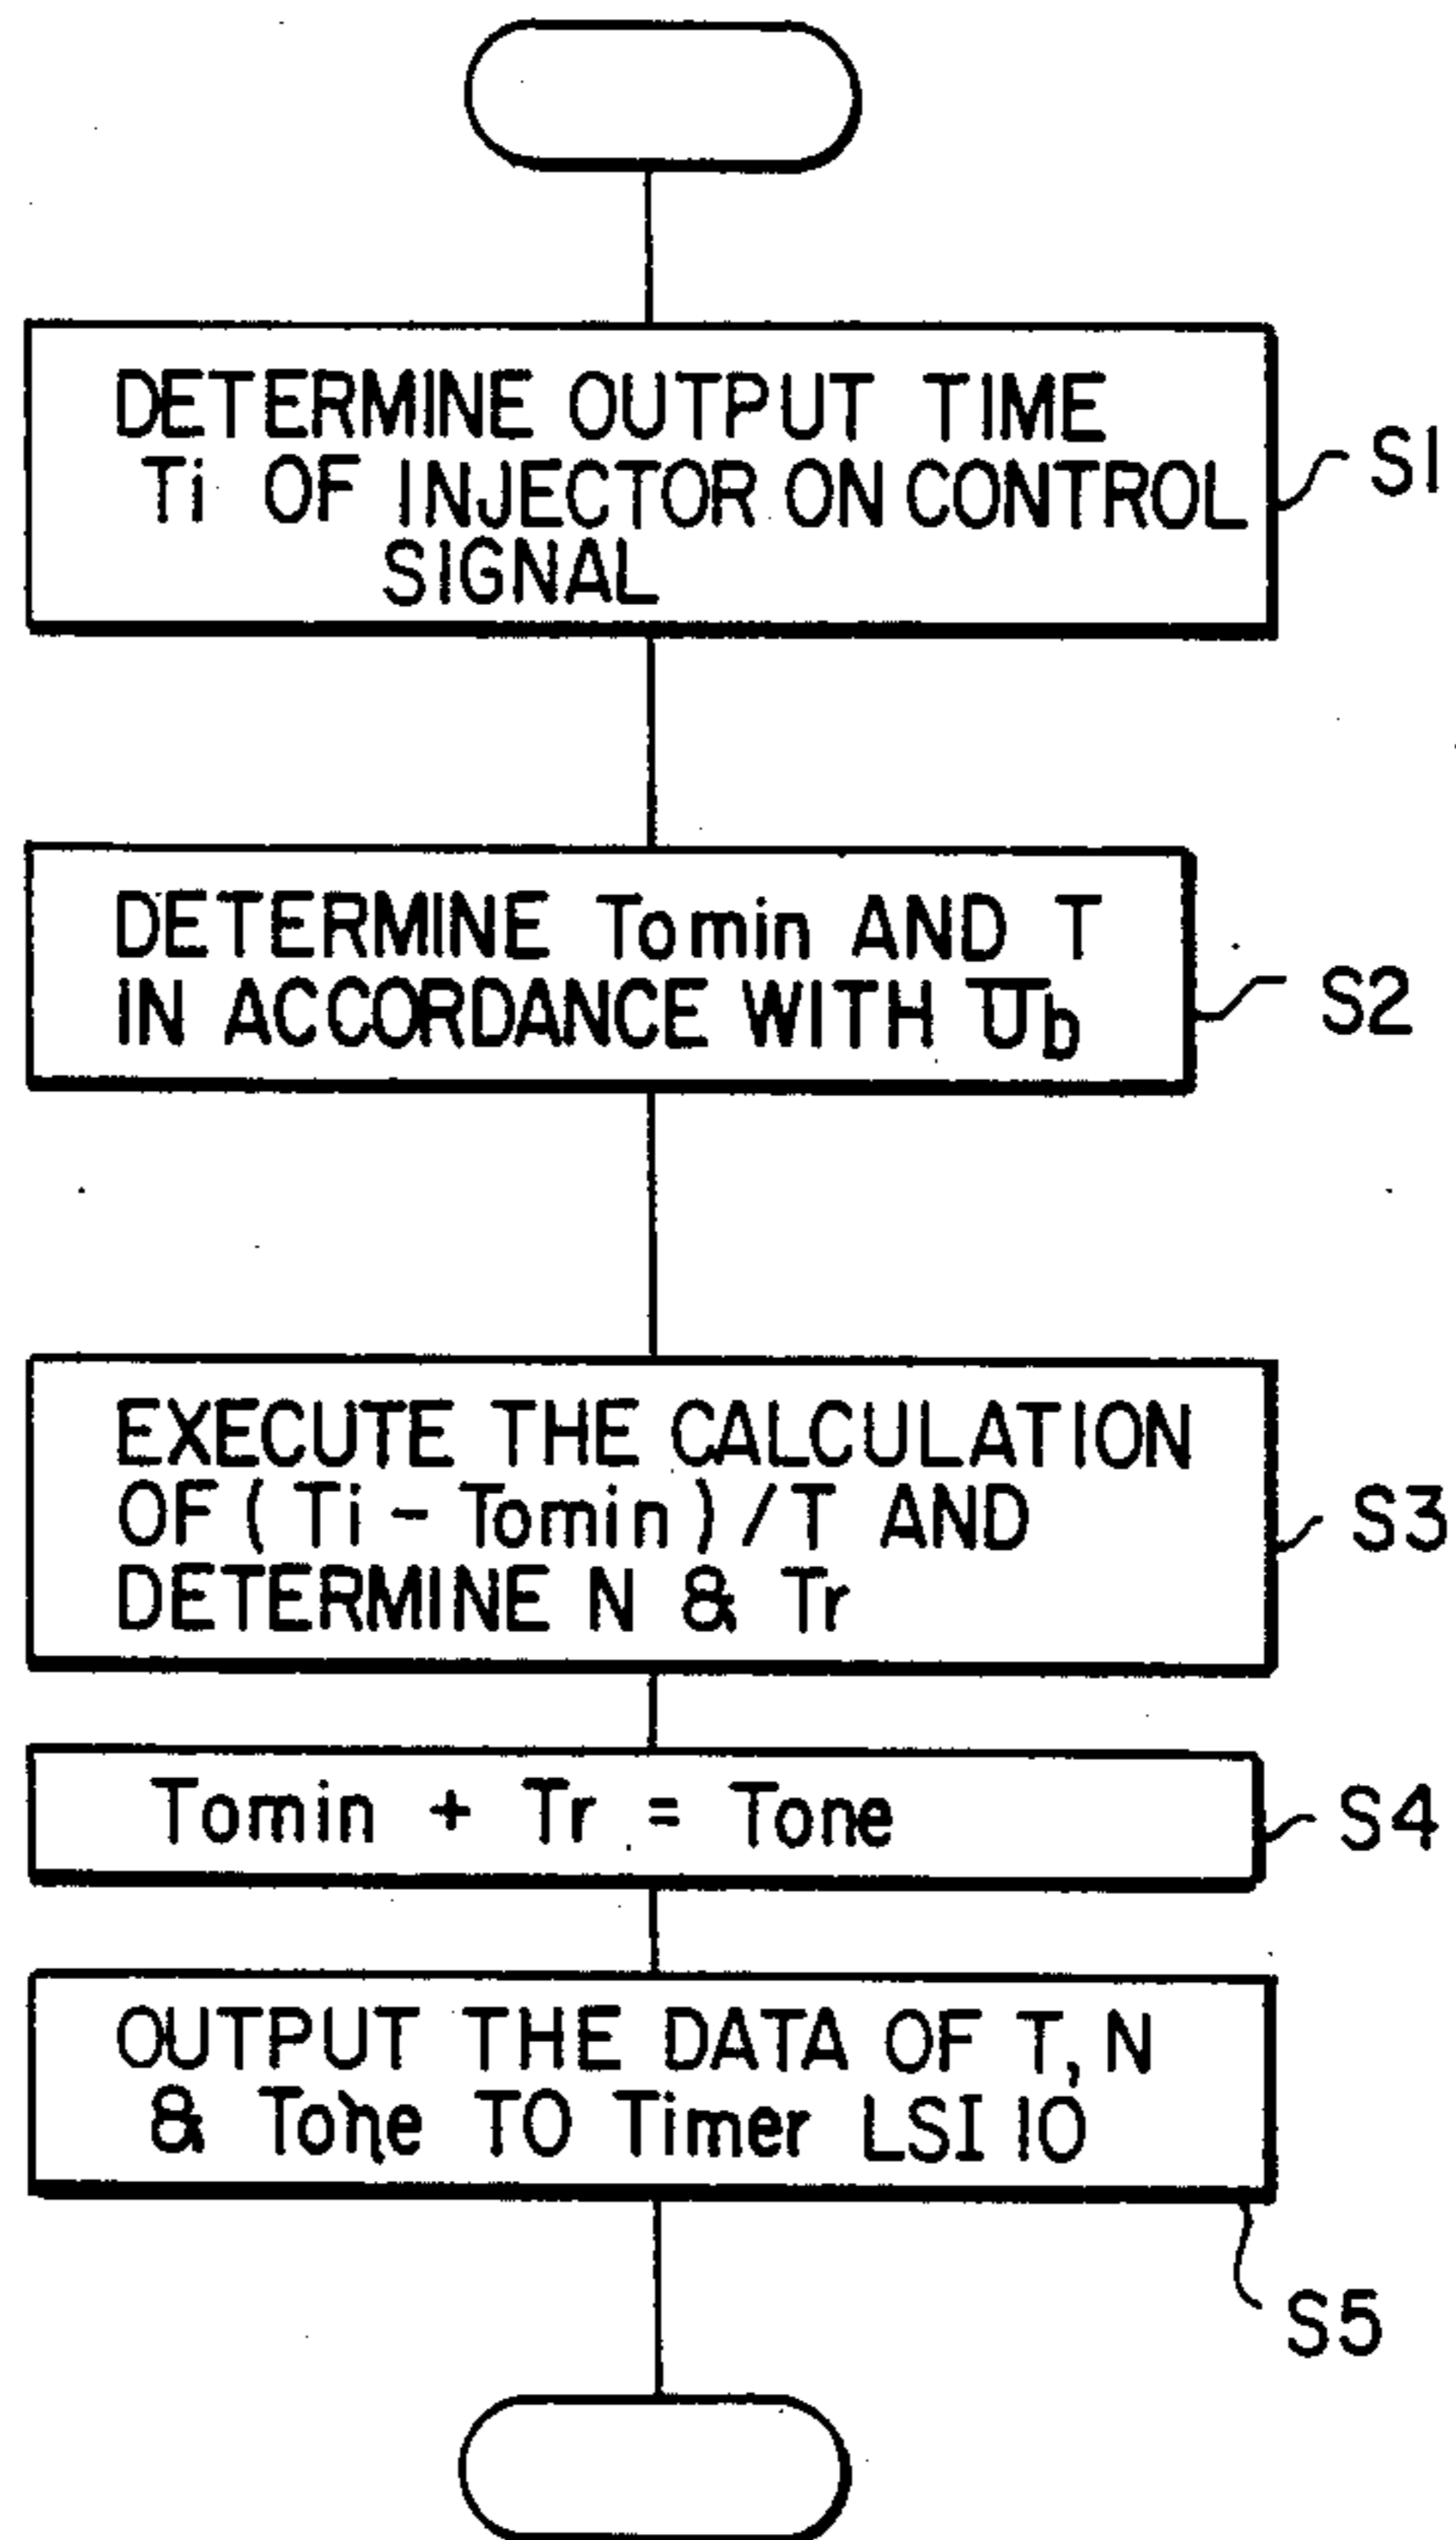 DETERMINE OUTPUT TIME
Ti OF INJECTOR ON CONTROL
SIGNAL
S1
DETERMINE Tomin AND T
IN ACCORDANCE WITH Ub
S2
EXECUTE THE CALCULATION
OF (Ti - Tomin) / T AND
DETERMINE N & Tr
S3
Tomin + Tr = Tone
S4
OUTPUT THE DATA OF T, N
& Tone TO Timer LSI 10
S5